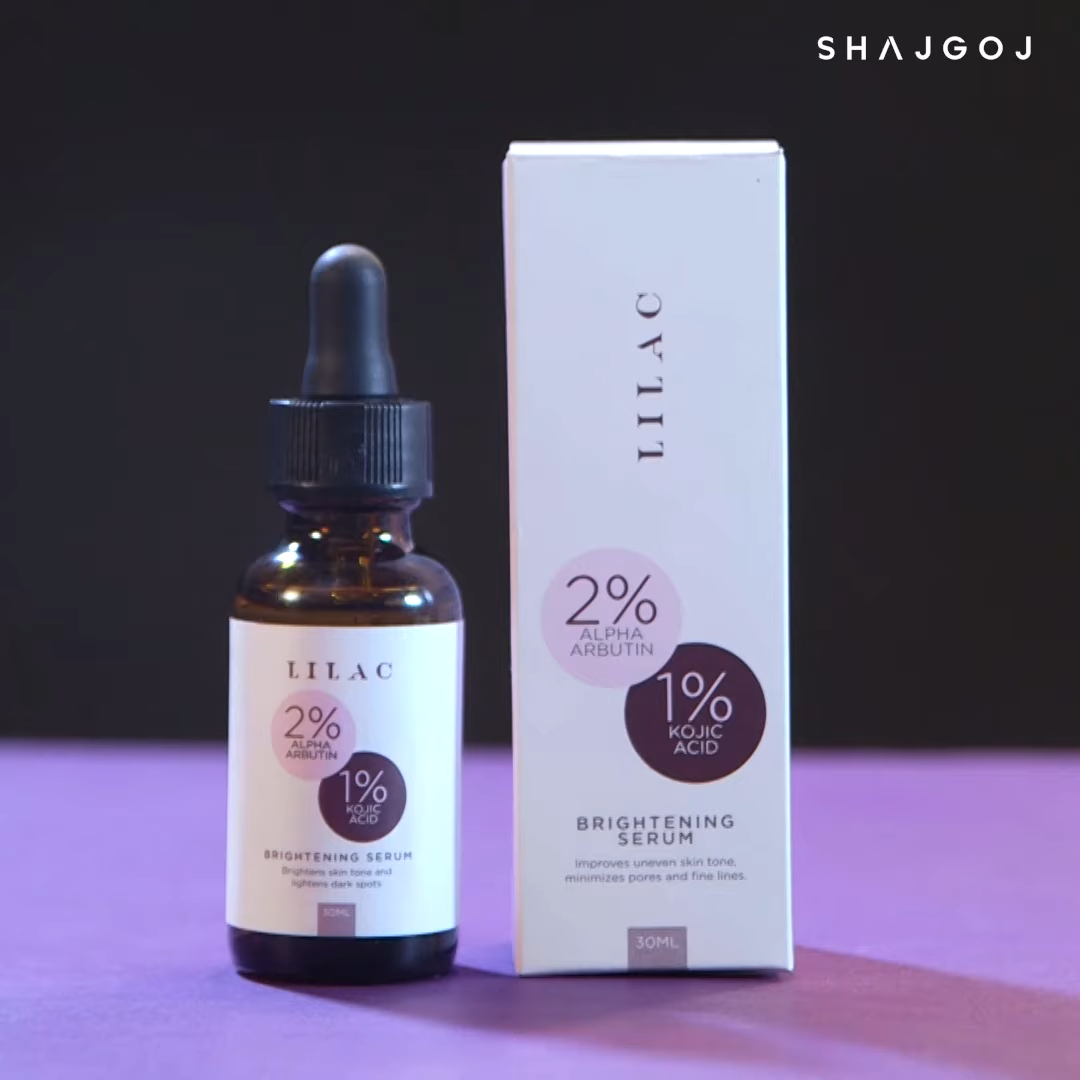 SHAJGOJ
LILAC
2%
ALPHA
ARBUTIN
1%
KOJIC
ACID
BRIGHTENING SERUM
Brightens skin tone and
lightens dark spots
30ML
LILAC
2%
ALPHA
ARBUTIN
1%
KOJIC
ACID
BRIGHTENING
SERUM
Improves uneven skin tone,
minimizes pores and fine lines.
30ML